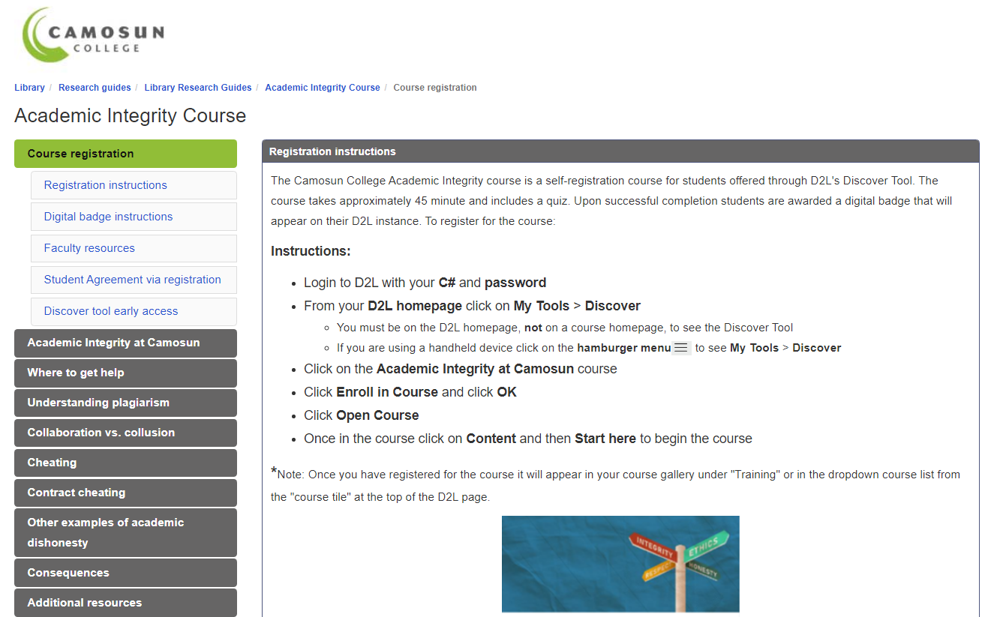 CAMOSUN
COLLEGE
Library / Research guides / Library Research Guides / Academic Integrity Course / Course registration
Academic Integrity Course
Course registration
Registration instructions
Digital badge instructions
Faculty resources
Student Agreement via registration
Discover tool early access
Academic Integrity at Camosun
Where to get help
Understanding plagiarism
Collaboration vs. collusion
Cheating
Contract cheating
Other examples of academic
dishonesty
Consequences
Additional resources
Registration instructions
The Camosun College Academic Integrity course is a self-registration course for students offered through D2L's Discover Tool. The
course takes approximately 45 minute and includes a quiz. Upon successful completion students are awarded a digital badge that will
appear on their D2L instance. To register for the course:
Instructions:
• Login to D2L with your C# and password
• From your D2L homepage click on My Tools > Discover
◦ You must be on the D2L homepage, not on a course homepage, to see the Discover Tool
◦ If you are using a handheld device click on the hamburger menu to see My Tools > Discover
• Click on the Academic Integrity at Camosun course
• Click Enroll in Course and click OK
• Click Open Course
• Once in the course click on Content and then Start here to begin the course
*Note: Once you have registered for the course it will appear in your course gallery under "Training" or in the dropdown course list from
the "course tile" at the top of the D2L page.
INTEGRITY
ETHICS
RESPECT
HONESTY